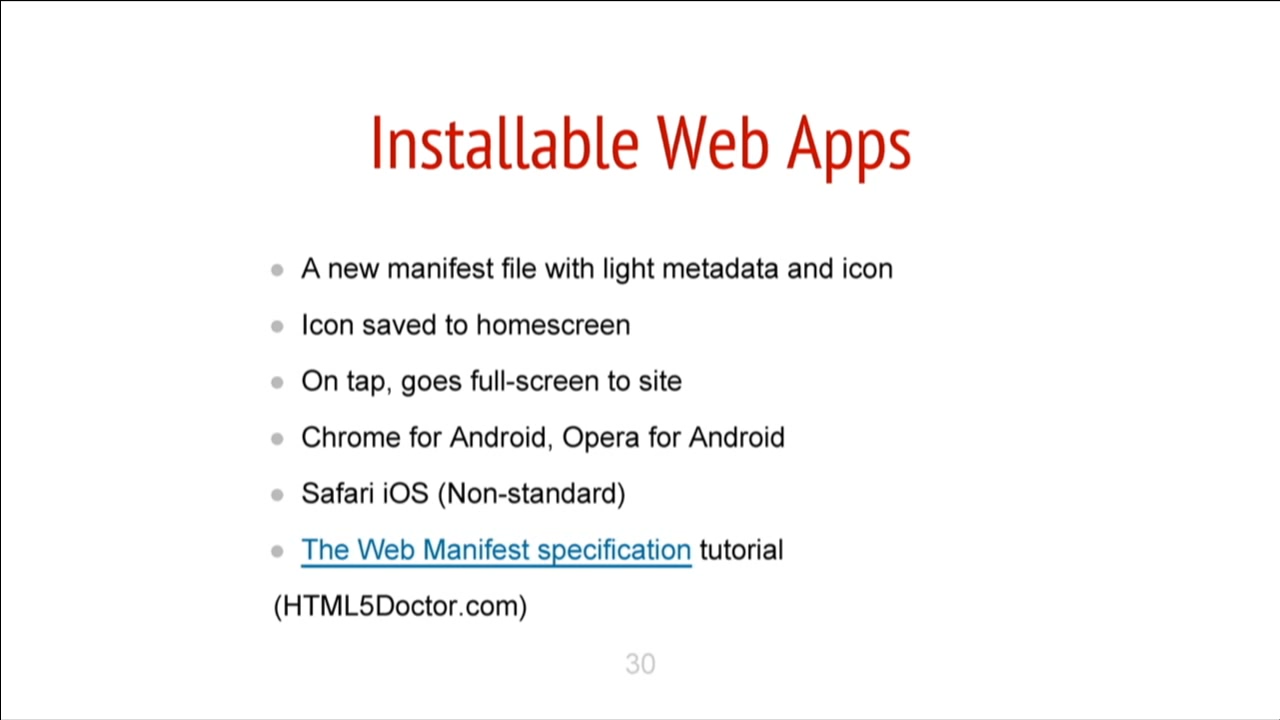 Installable Web Apps
A new manifest file with light metadata and icon
Icon saved to homescreen
On tap, goes full-screen to site
Chrome for Android, Opera for Android
Safari iOS (Non-standard)
The Web Manifest specification tutorial
(HTML5Doctor.com)
30